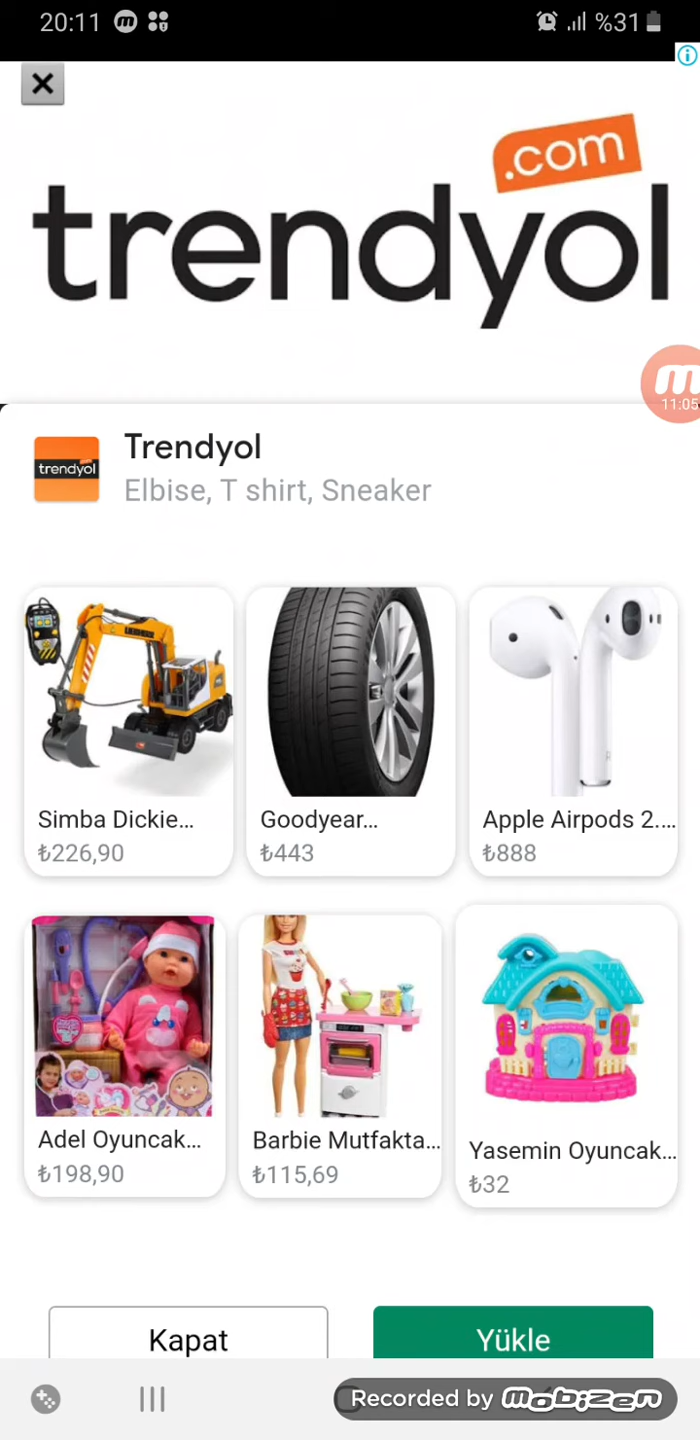 20:11
%31
.com
trendyol
11:05
trendyol
Trendyol
Elbise, T shirt, Sneaker
LIEBHERR
Simba Dickie...
₺226,90
Goodyear...
₺443
Apple Airpods 2....
₺888
Adel Oyuncak...
₺198,90
Barbie Mutfakta...
₺115,69
Yasemin Oyuncak...
₺32
Kapat
Yükle
Recorded by mobizen